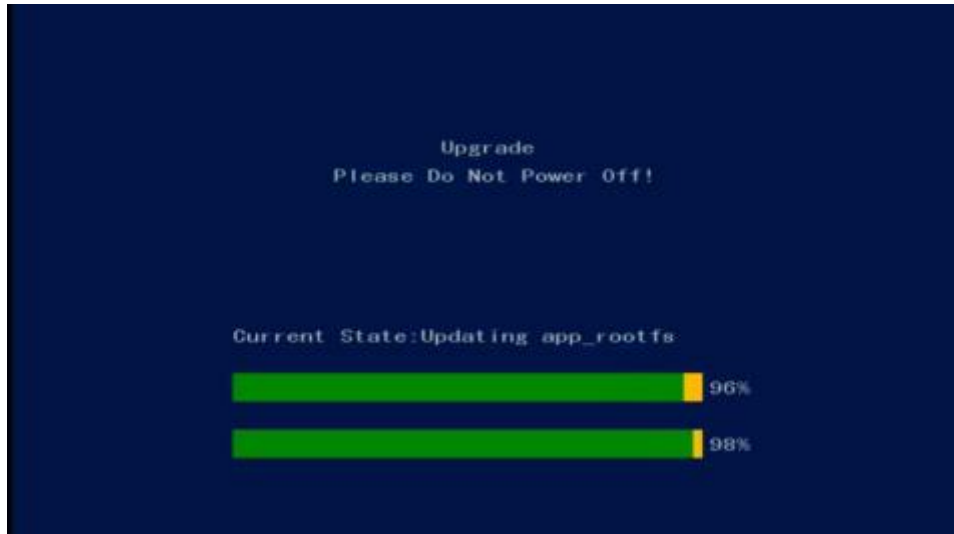 Upgrade
Please Do Not Power Off!
Current State:Updating app_rootfs
96%
98%